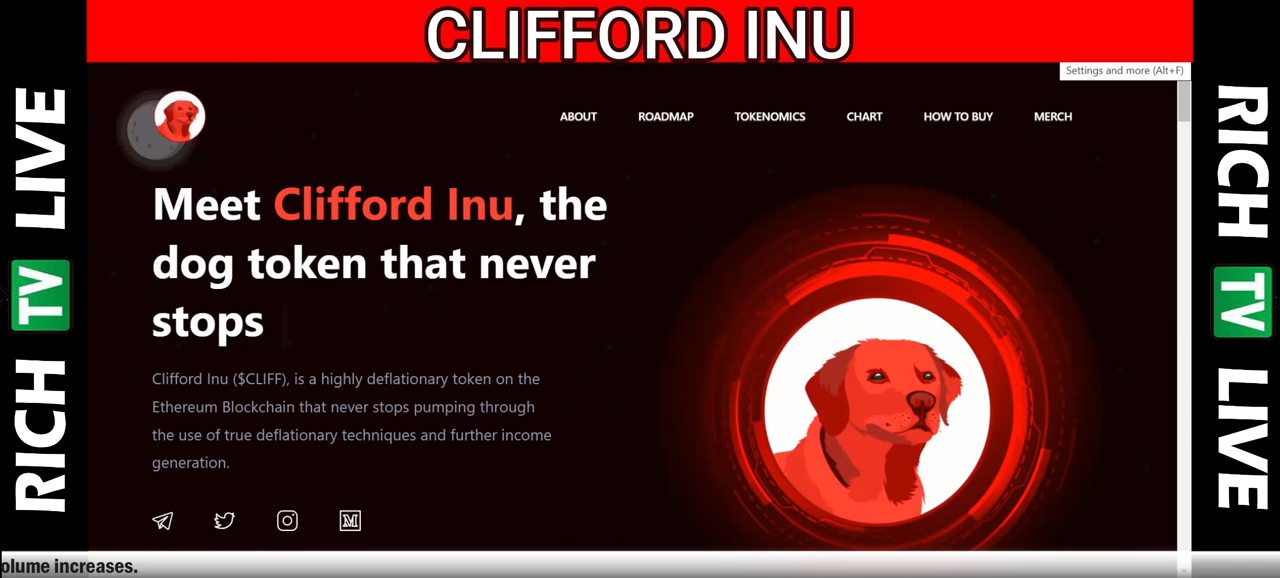 CLIFFORD INU
Settings and more (Alt+F)
RICH TV LIVE
ABOUT ROADMAP TOKENOMICS CHART HOW TO BUY MERCH
Meet Clifford Inu, the
dog token that never
stops
Clifford Inu ($CLIFF), is a highly deflationary token on the
Ethereum Blockchain that never stops pumping through
the use of true deflationary techniques and further income
generation.
M
RICH TV LIVE
olume increases.